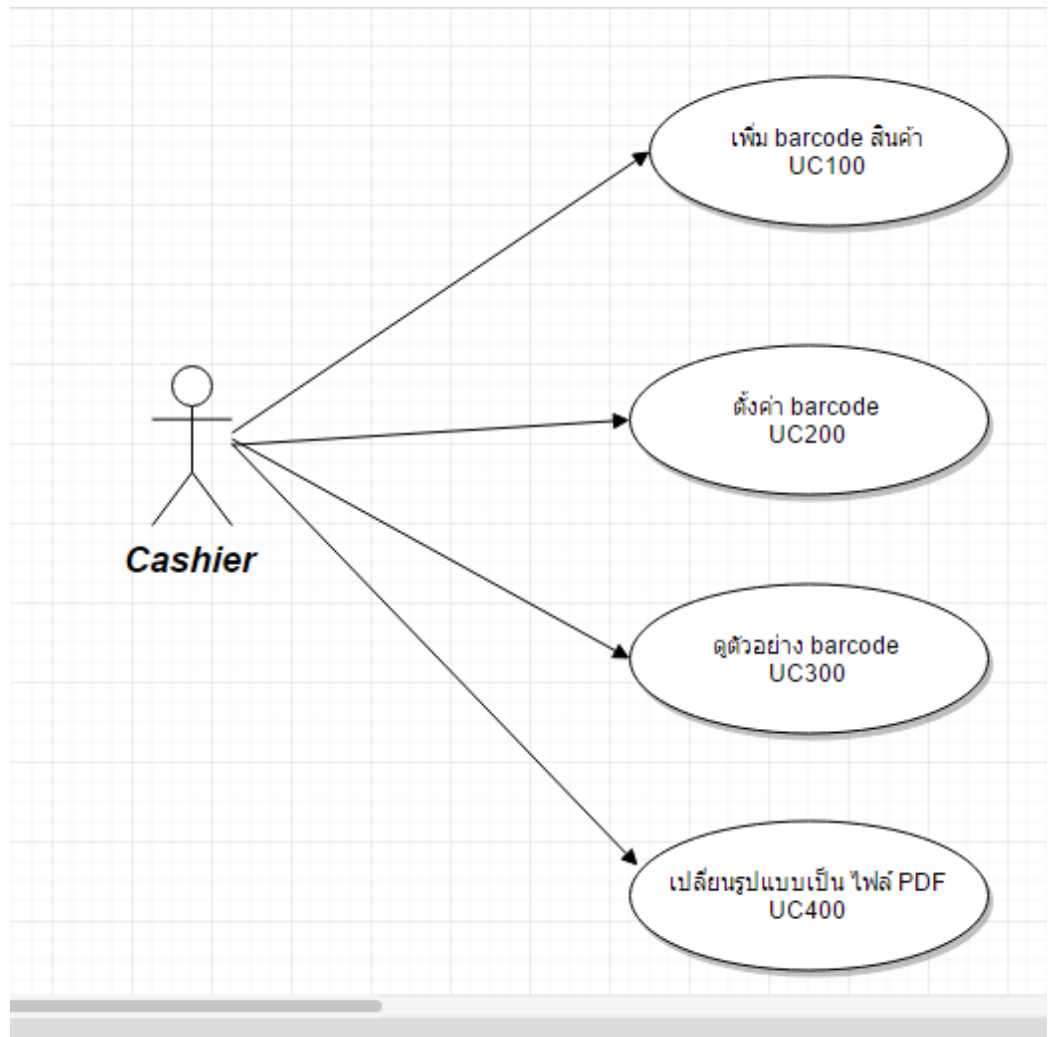 เพิ่ม barcode สินค้า
UC100
ตั้งค่า barcode
UC200
Cashier
ดูตัวอย่าง barcode
UC300
เปลี่ยนรูปแบบเป็น ไฟล์ PDF
UC400